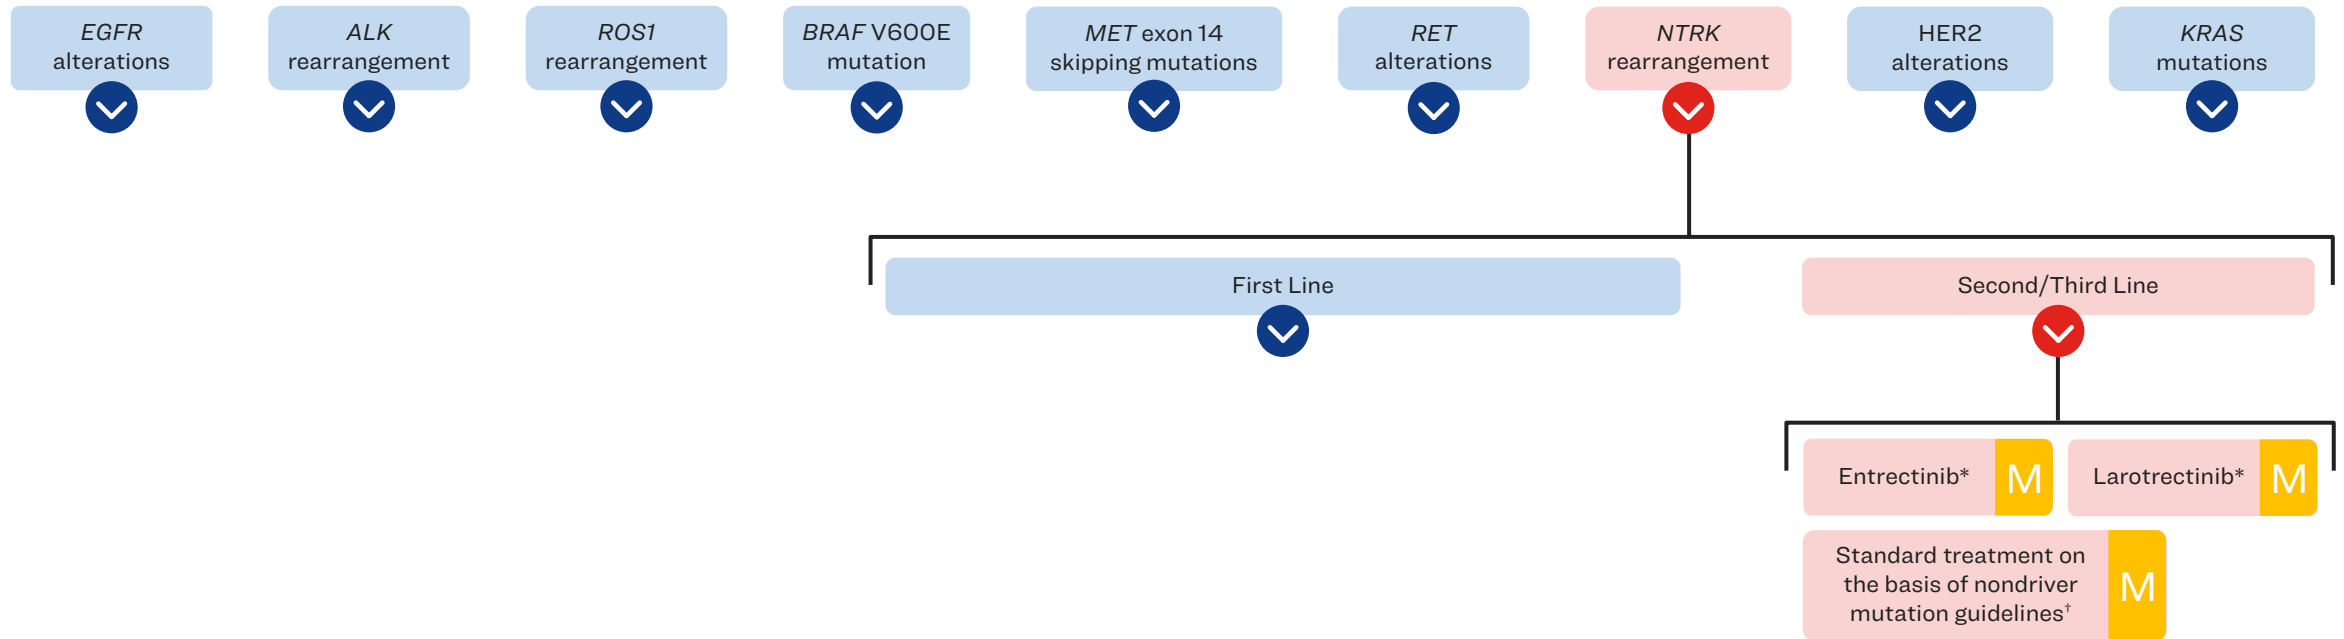 EGFR
alterations
ALK
rearrangement
ROS1
rearrangement
BRAF V600E
mutation
MET exon 14
skipping mutations
RET
alterations
NTRK
rearrangement
HER2
alterations
KRAS
mutations
First Line
Second/Third Line
Entrectinib* M
Larotrectinib* M
Standard treatment on
the basis of nondriver
mutation guidelines†
M